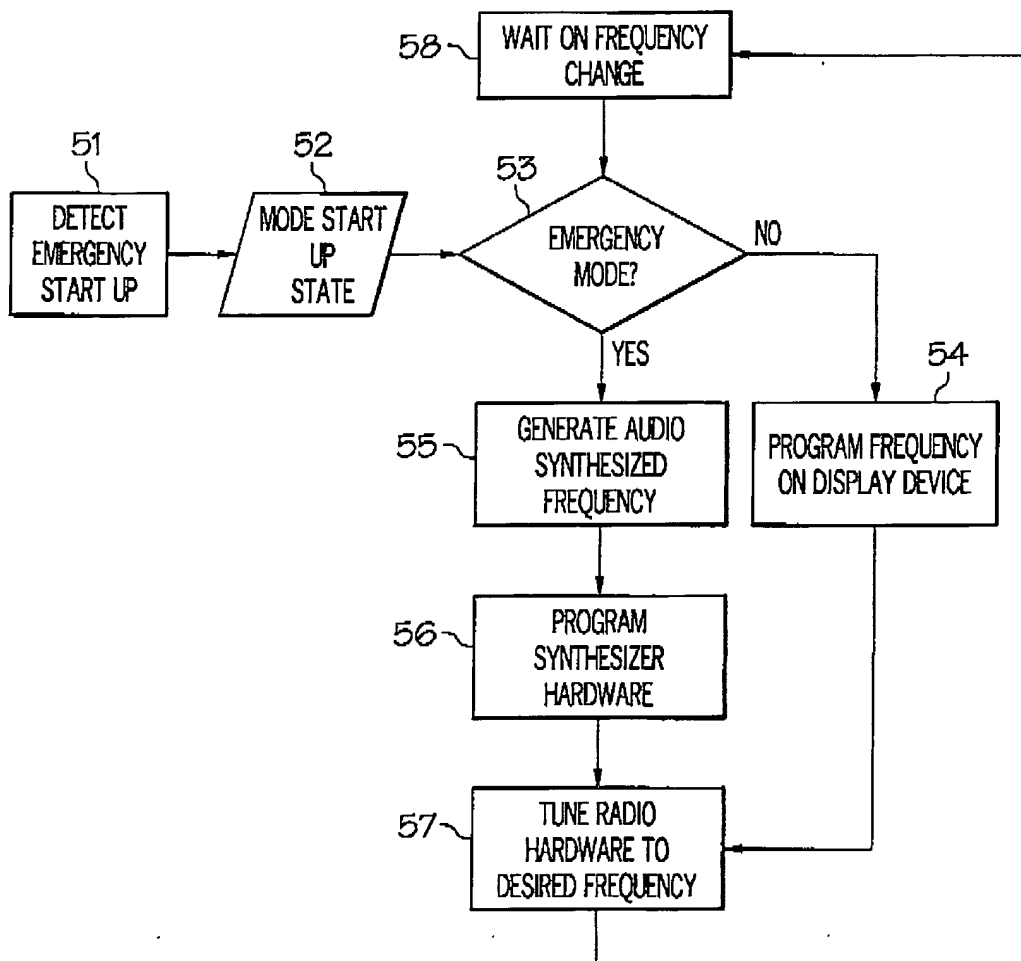 58
WAIT ON FREQUENCY
CHANGE
51
DETECT
EMERGENCY
START UP
52
MODE START
UP
STATE
53
EMERGENCY
MODE?
NO
YES
54
PROGRAM FREQUENCY
ON DISPLAY DEVICE
55
GENERATE AUDIO
SYNTHESIZED
FREQUENCY
56
PROGRAM
SYNTHESIZER
HARDWARE
57
TUNE RADIO
HARDWARE TO
DESIRED FREQUENCY